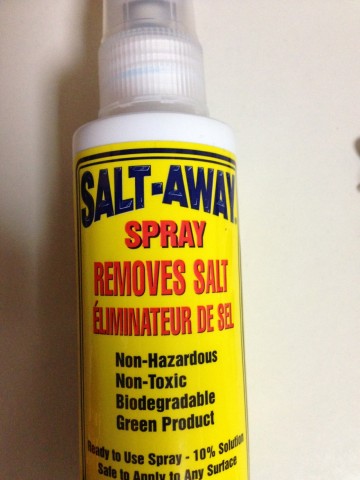 SALT-AWAY
SPRAY
REMOVES SALT
ÉLIMINATEUR DE SEL
Non-Hazardous
Non-Toxic
Biodegradable
Green Product
Ready to Use Spray - 10% Solution
Safe to Apply to Any Surface